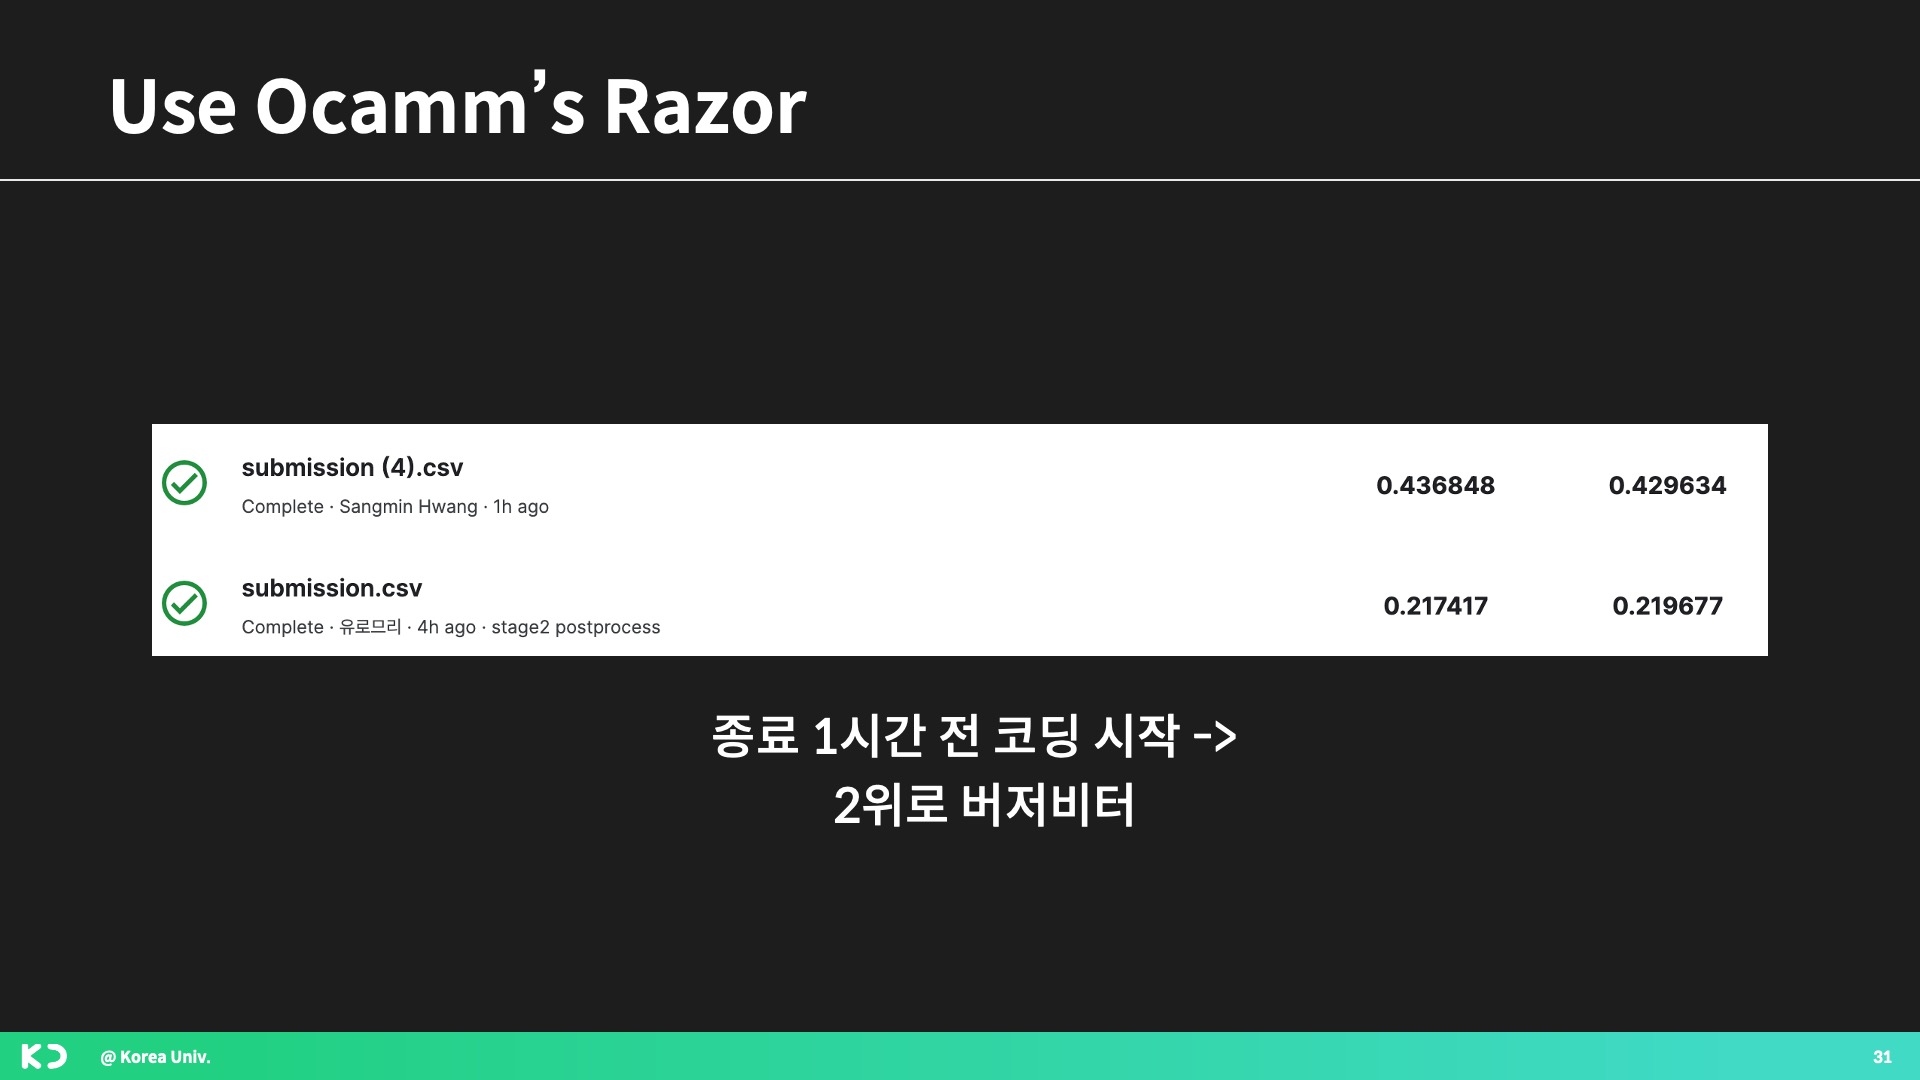 Use Ocamm’s Razor
submission (4).csv
Complete · Sangmin Hwang · 1h ago
0.436848
0.429634
submission.csv
Complete · 유로므리 · 4h ago · stage2 postprocess
0.217417
0.219677
종료 1시간 전 코딩 시작 ->
2위로 버저비터
KD
@ Korea Univ.
31